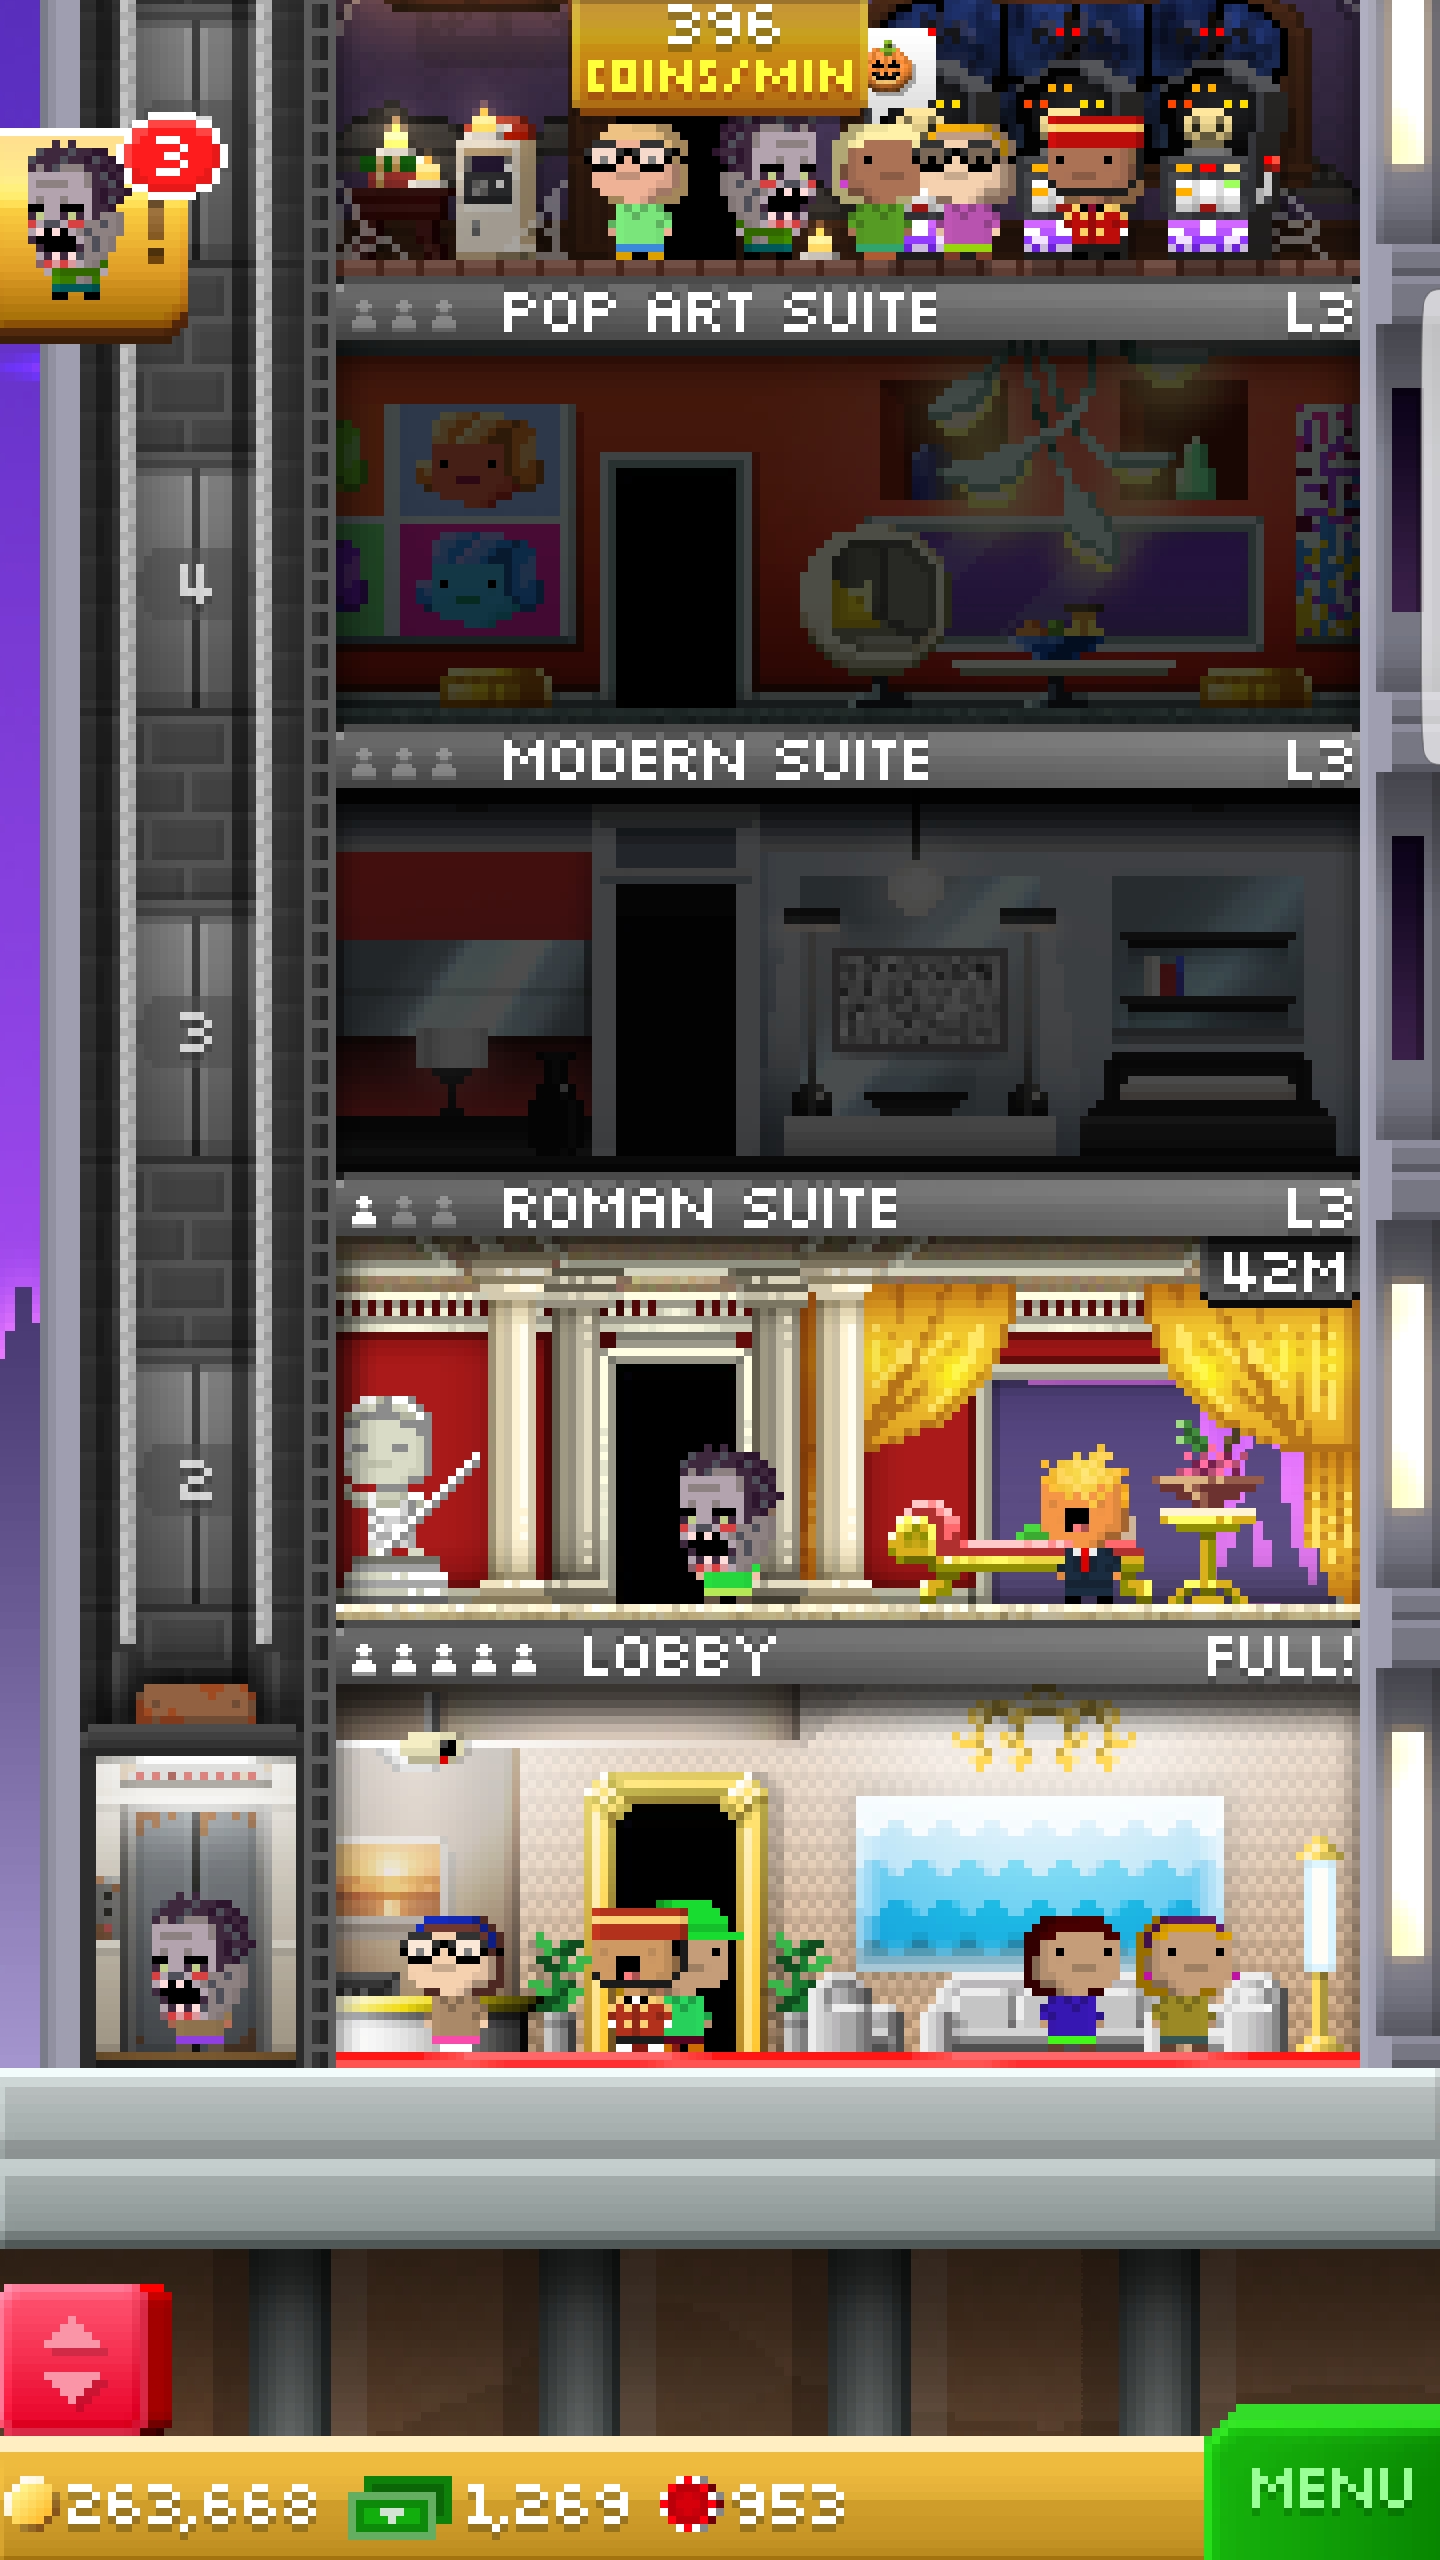 396
COINS/MIN
3
!
POP ART SUITE L3
4
MODERN SUITE L3
3
ROMAN SUITE L3
42M
2
LOBBY FULL!
263,668 1,269 953
MENU